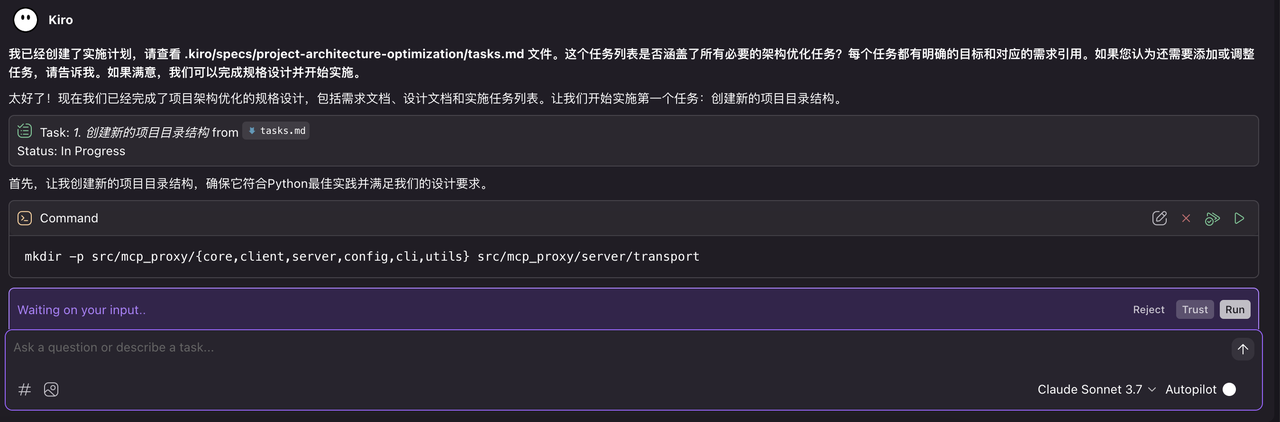 Kiro
我已经创建了实施计划，请查看 .kiro/specs/project-architecture-optimization/tasks.md 文件。这个任务列表是否涵盖了所有必要的架构优化任务？每个任务都有明确的目标和对应的需求引用。如果您认为还需要添加或调整
任务，请告诉我。如果满意，我们可以完成规格设计并开始实施。
太好了！现在我们已经完成了项目架构优化的规格设计，包括需求文档、设计文档和实施任务列表。让我们开始实施第一个任务：创建新的项目目录结构。
Task: 1. 创建新的项目目录结构 from tasks.md
Status: In Progress
首先，让我创建新的项目目录结构，确保它符合Python最佳实践并满足我们的设计要求。
Command
mkdir -p src/mcp_proxy/{core,client,server,config,cli,utils} src/mcp_proxy/server/transport
Waiting on your input.. Reject Trust Run
Ask a question or describe a task...
Claude Sonnet 3.7 Autopilot